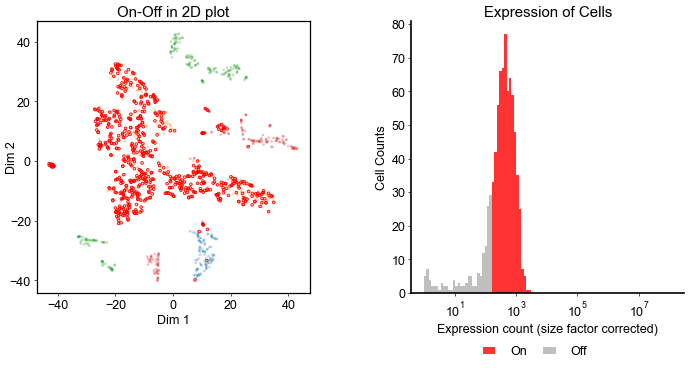 On-Off in 2D plot
40
20
0
−20
−40
Dim 2
−40 −20 0 20 40
Dim 1
Expression of Cells
80
70
60
50
40
30
20
10
0
Cell Counts
10^1 10^3 10^5 10^7
Expression count (size factor corrected)
On Off